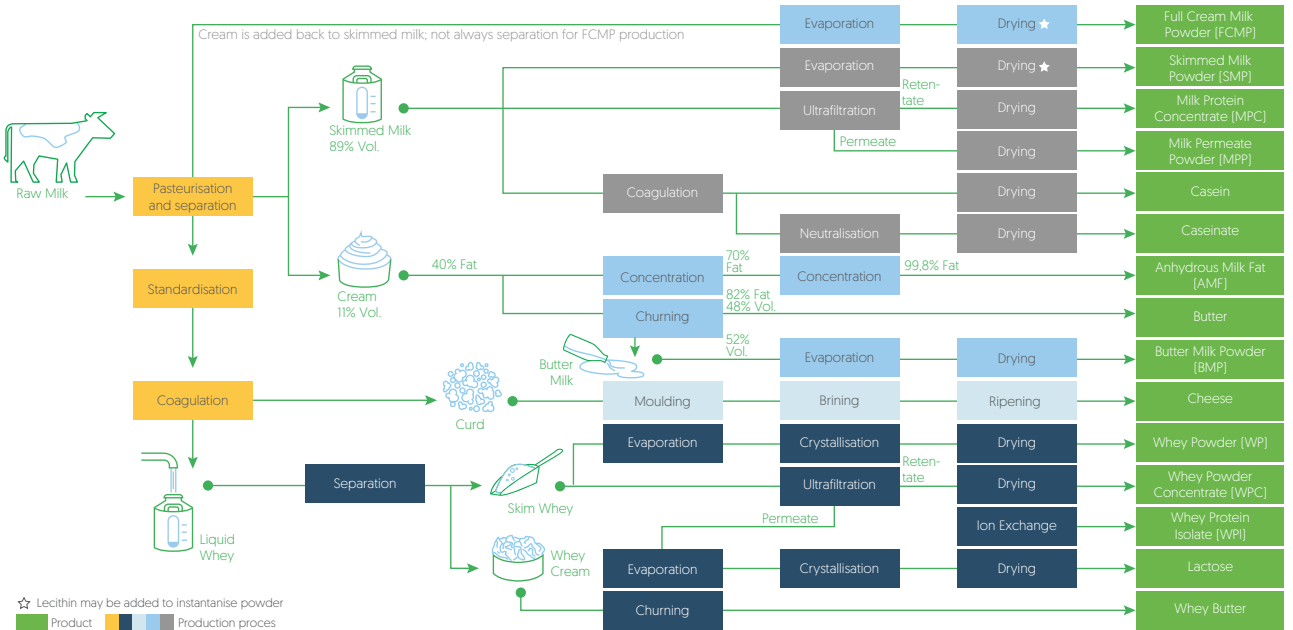 Cream is added back to skimmed milk; not always separation for FCMP production
Evaporation
Drying
Full Cream Milk
Powder [FCMP]
Evaporation
Drying
Skimmed Milk
Powder [SMP]
Reten-
tate
Ultrafiltration
Drying
Milk Protein
Concentrate [MPC]
Skimmed Milk
89% Vol.
Permeate
Drying
Milk Permeate
Powder [MPP]
Raw Milk
Pasteurisation
and separation
Coagulation
Drying
Casein
Neutralisation
Drying
Caseinate
40% Fat
70%
Fat
99,8% Fat
Concentration
Concentration
Anhydrous Milk Fat
[AMF]
Standardisation
Cream
11% Vol.
82% Fat
48% Vol.
Churning
Butter
52%
Vol.
Butter
Milk
Evaporation
Drying
Butter Milk Powder
[BMP]
Coagulation
Curd
Moulding
Brining
Ripening
Cheese
Evaporation
Crystallisation
Drying
Whey Powder [WP]
Reten-
tate
Separation
Skim Whey
Ultrafiltration
Drying
Whey Powder
Concentrate [WPC]
Permeate
Ion Exchange
Whey Protein
Isolate [WPI]
Liquid
Whey
Whey
Cream
Evaporation
Crystallisation
Drying
Lactose
Churning
Whey Butter
Lecithin may be added to instantanise powder
Product
Production proces